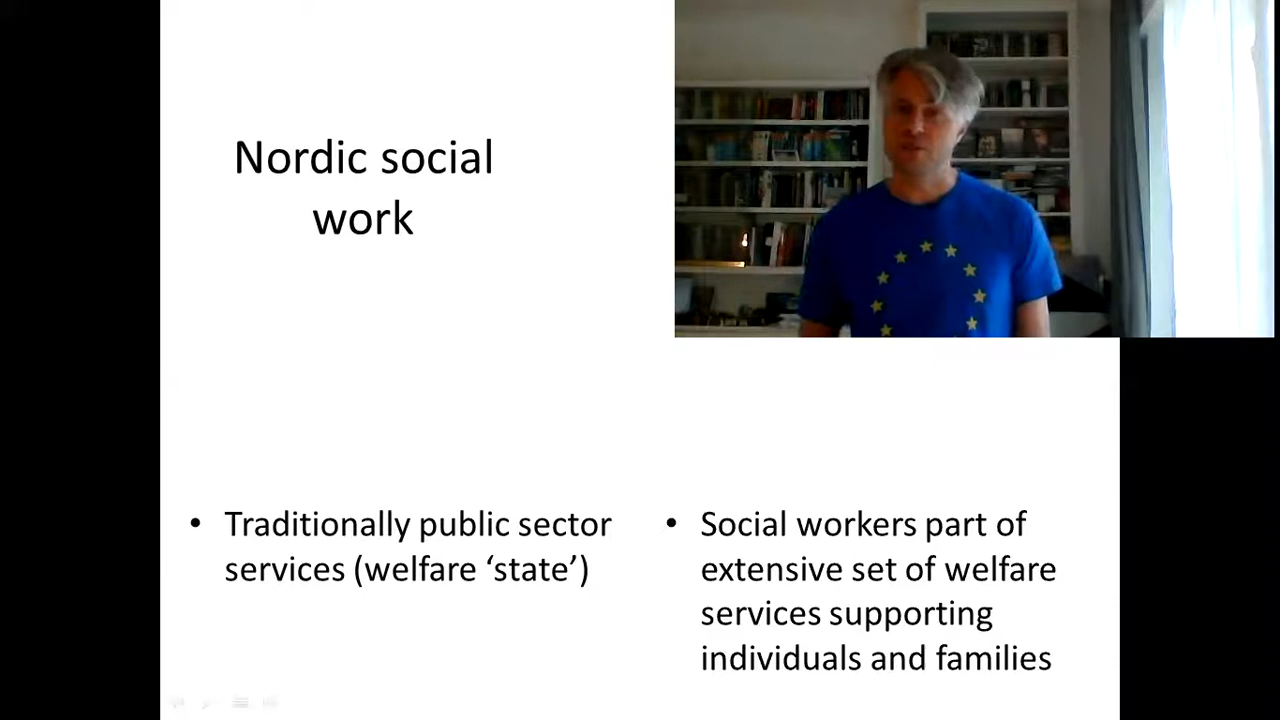 Nordic social
work
• Traditionally public sector
services (welfare ‘state’)
• Social workers part of
extensive set of welfare
services supporting
individuals and families